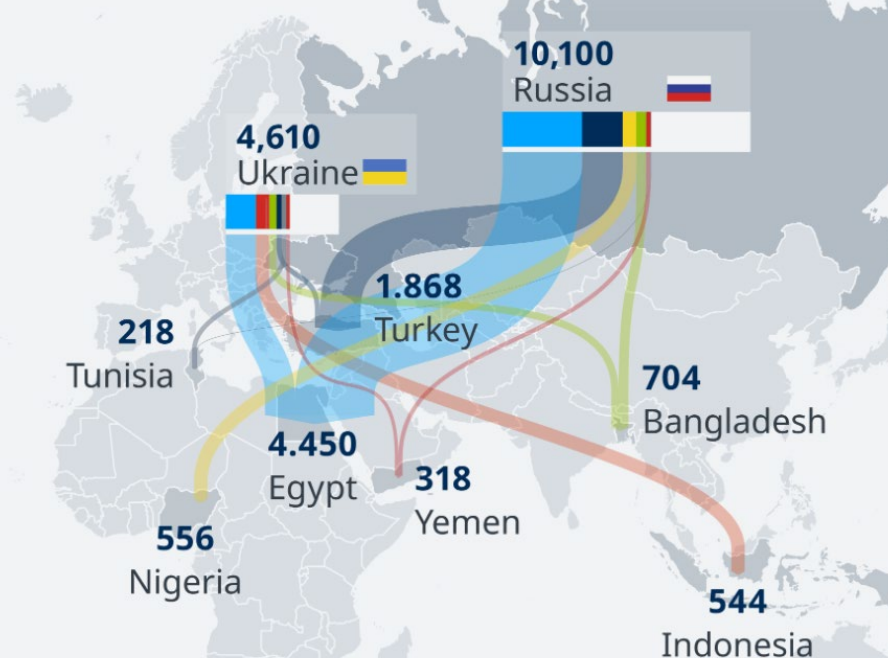 10,100
Russia
4,610
Ukraine
1.868
Turkey
218
Tunisia
704
Bangladesh
4.450
Egypt
318
Yemen
556
Nigeria
544
Indonesia